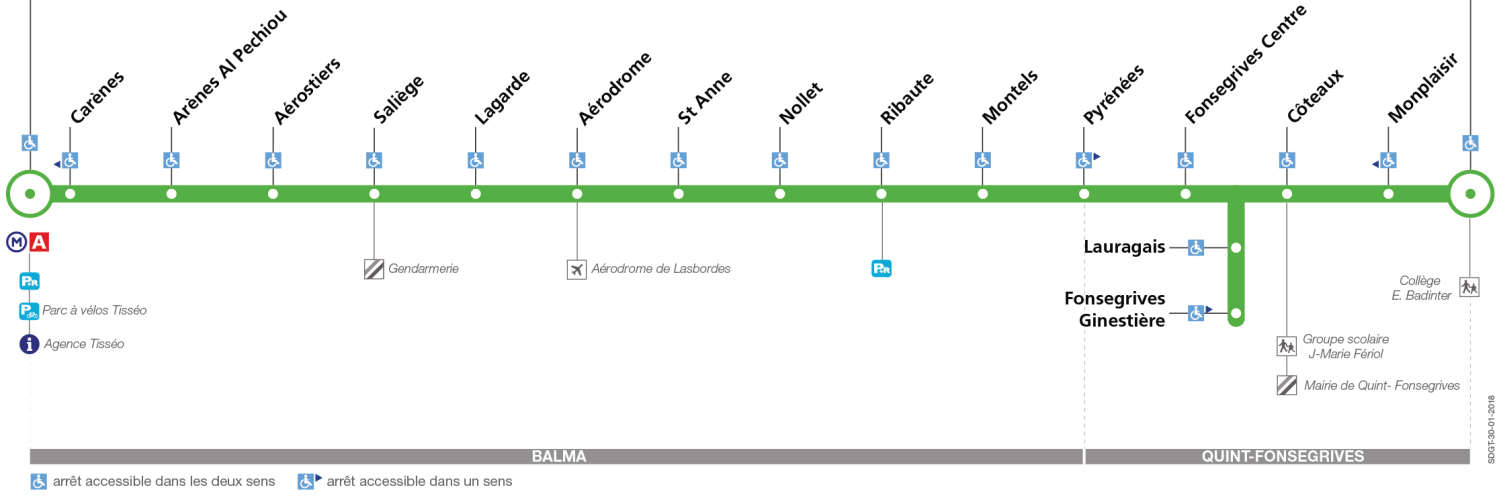 Carènes
Arènes Al Pechiou
Aérostiers
Saliège
Lagarde
Aérodrome
St Anne
Nollet
Ribaute
Montels
Pyrénées
Fonsegrives Centre
Côteaux
Monplaisir
M A
P+R
Parc à vélos Tisséo
i Agence Tisséo
Gendarmerie
Aérodrome de Lasbordes
P+R
Lauragais
Fonsegrives
Ginestière
Collège
E. Badinter
Groupe scolaire
J-Marie Fériol
Mairie de Quint- Fonsegrives
SDGT-30-01-2018
BALMA
QUINT-FONSEGRIVES
arrêt accessible dans les deux sens
arrêt accessible dans un sens